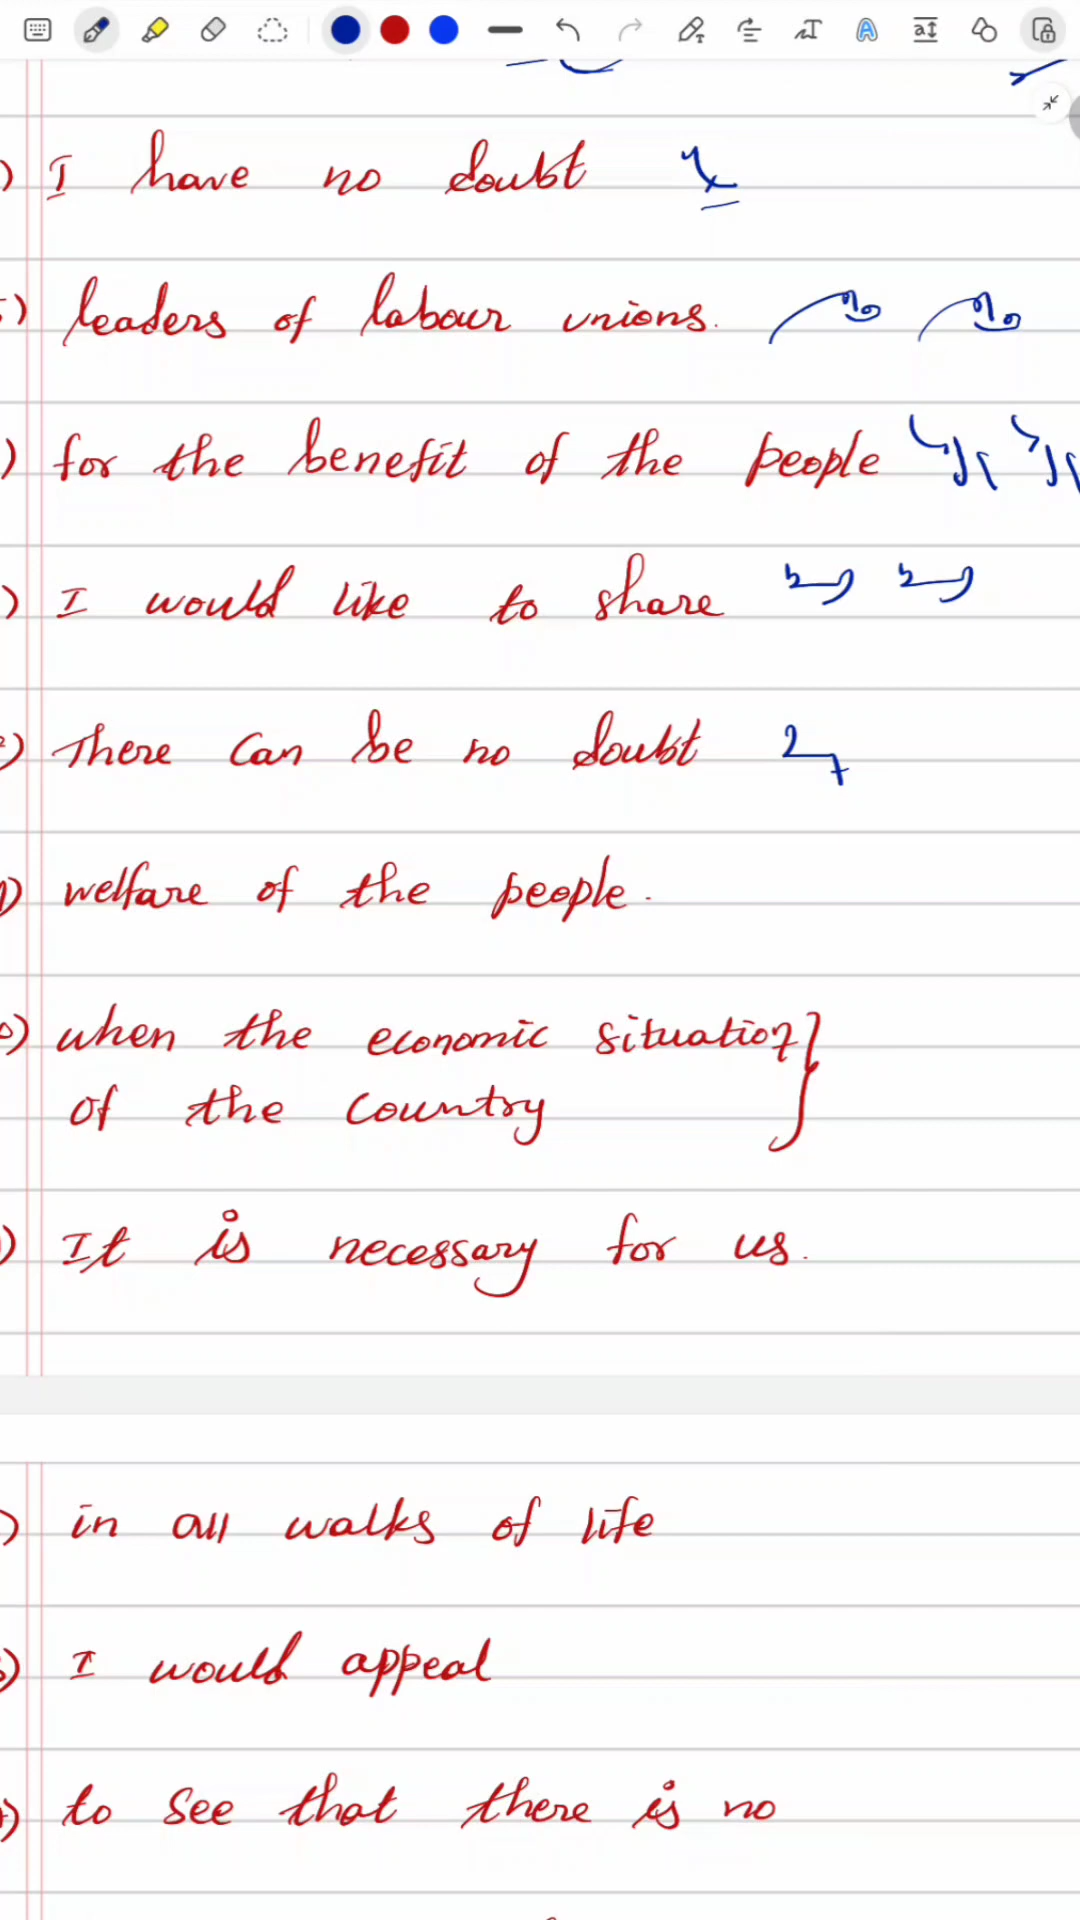 ) I have no doubt
) leaders of labour unions.
) for the benefit of the people
) I would like to share
) There can be no doubt
) welfare of the people.
) when the economic situation }
of the country
) It is necessary for us.
) in all walks of life
) I would appeal
) to see that there is no